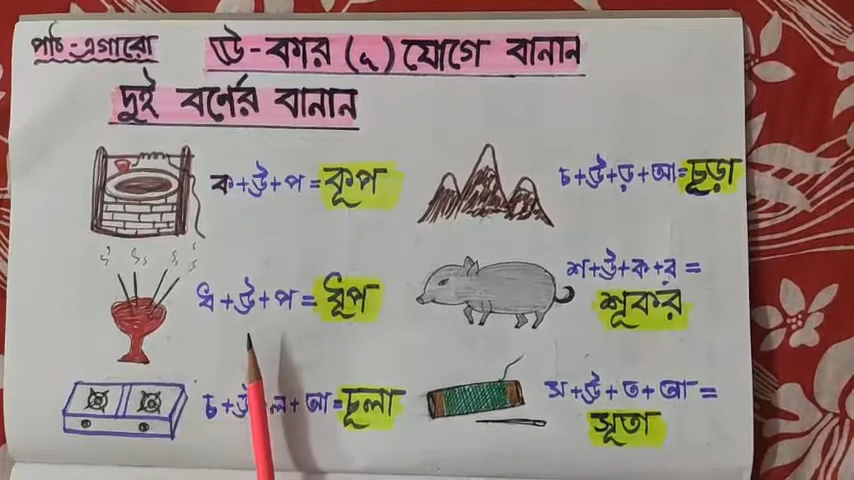 পাঠ-এগারো
ঊ-কার (ূ) যোগে বানান
দুই বর্ণের বানান
ক+ঊ+প=কূপ
চ+ঊ+ড়+আ=চূড়া
ধ+ঊ+প=ধূপ
শ+ঊ+ক+র=
শূকর
চ+ঊ+ল+আ=চূলা
স+ঊ+ত+আ=
সূতা